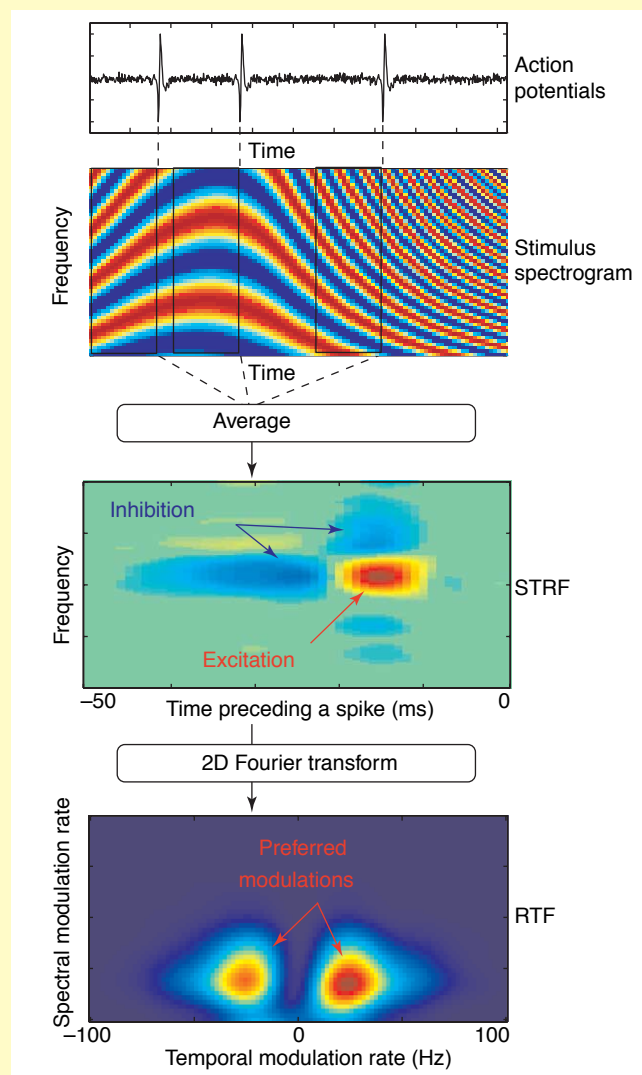 Action
potentials
Time
Frequency
Stimulus
spectrogram
Time
Average
Inhibition
Frequency
STRF
Excitation
−50
Time preceding a spike (ms)
0
2D Fourier transform
Preferred
modulations
Spectral modulation rate
RTF
−100
0
100
Temporal modulation rate (Hz)